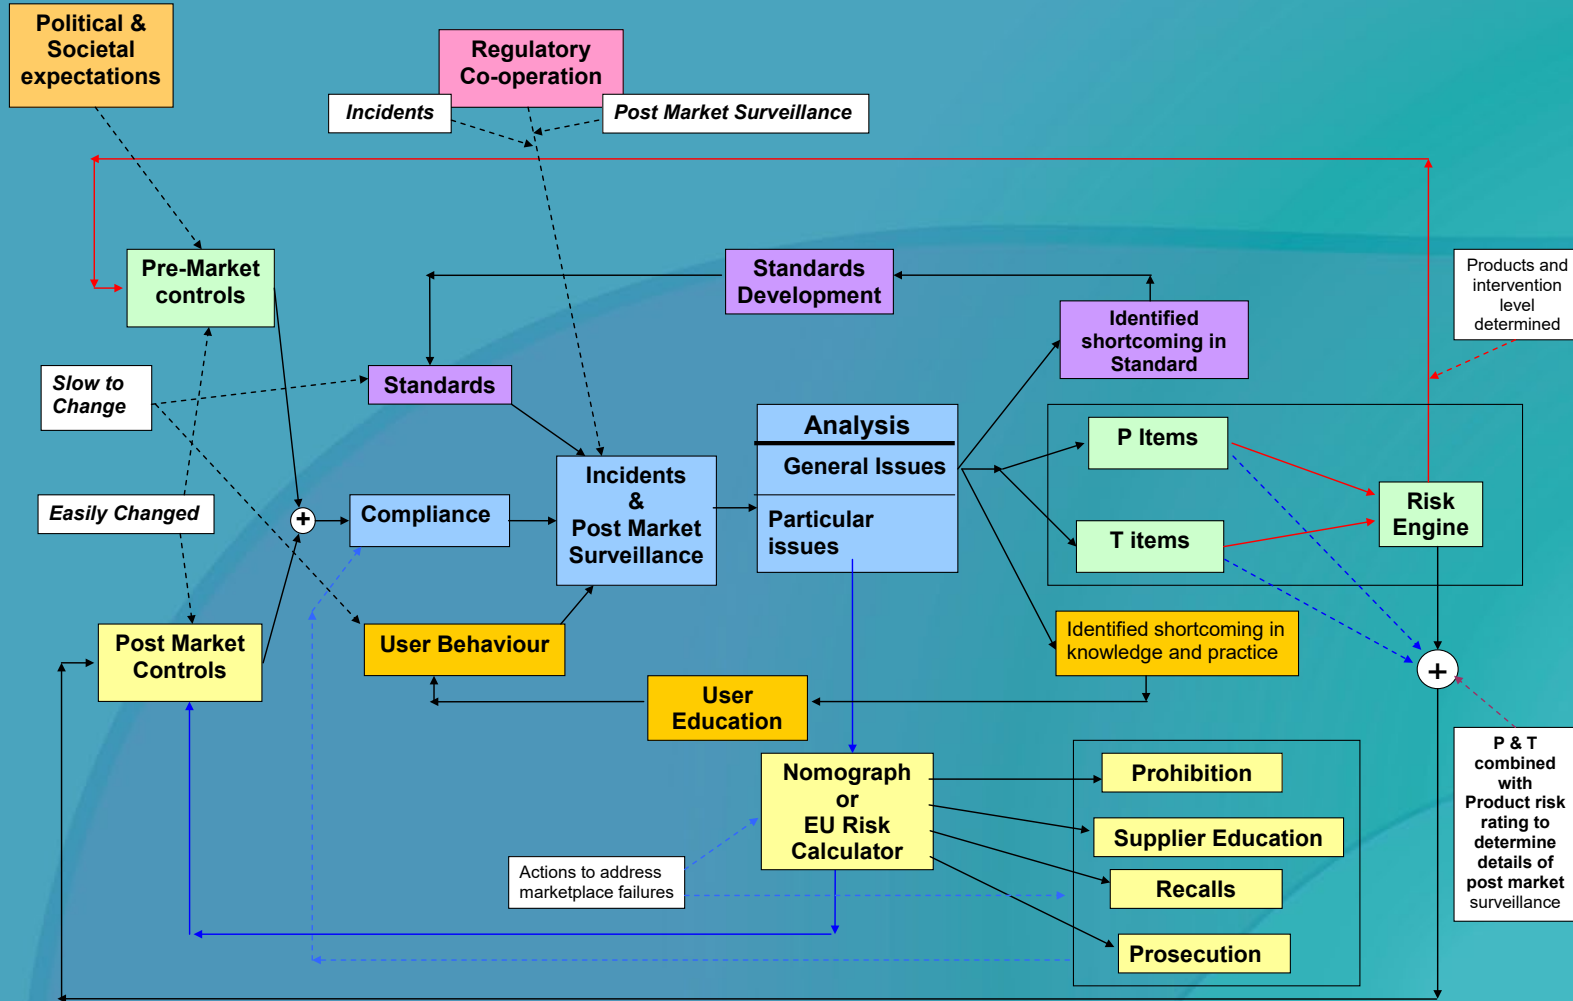 Political &
Societal
expectations
Regulatory
Co-operation
Incidents
Post Market Surveillance
Pre-Market
controls
Standards
Development
Identified
shortcoming in
Standard
Products and
intervention
level
determined
Slow to
Change
Standards
Analysis
General Issues
Particular
issues
P Items
T items
Risk
Engine
Easily Changed
+
Compliance
Incidents
&
Post Market
Surveillance
Post Market
Controls
User Behaviour
User
Education
Identified shortcoming in
knowledge and practice
+
Nomograph
or
EU Risk
Calculator
Prohibition
Supplier Education
Recalls
Prosecution
Actions to address
marketplace failures
P & T
combined
with
Product risk
rating to
determine
details of
post market
surveillance